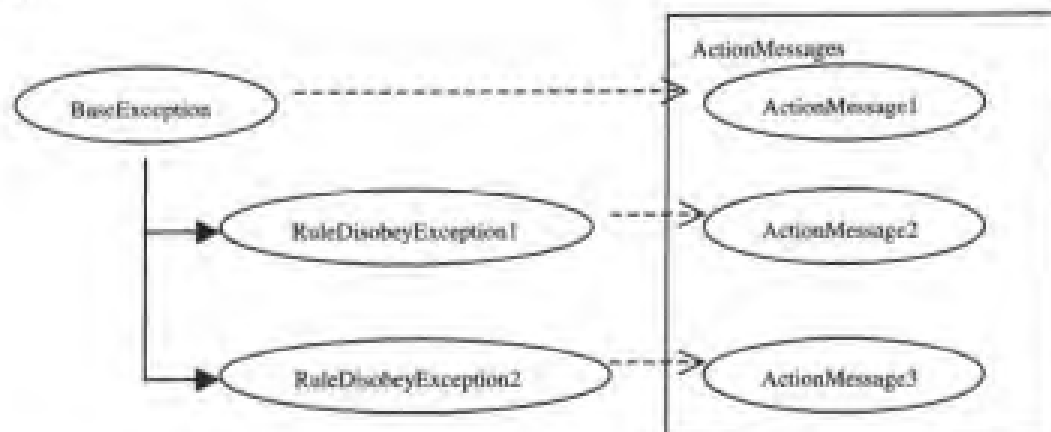 ActionMessages
BaseException
ActionMessage1
RuleDisobeyException1
ActionMessage2
RuleDisobeyException2
ActionMessage3